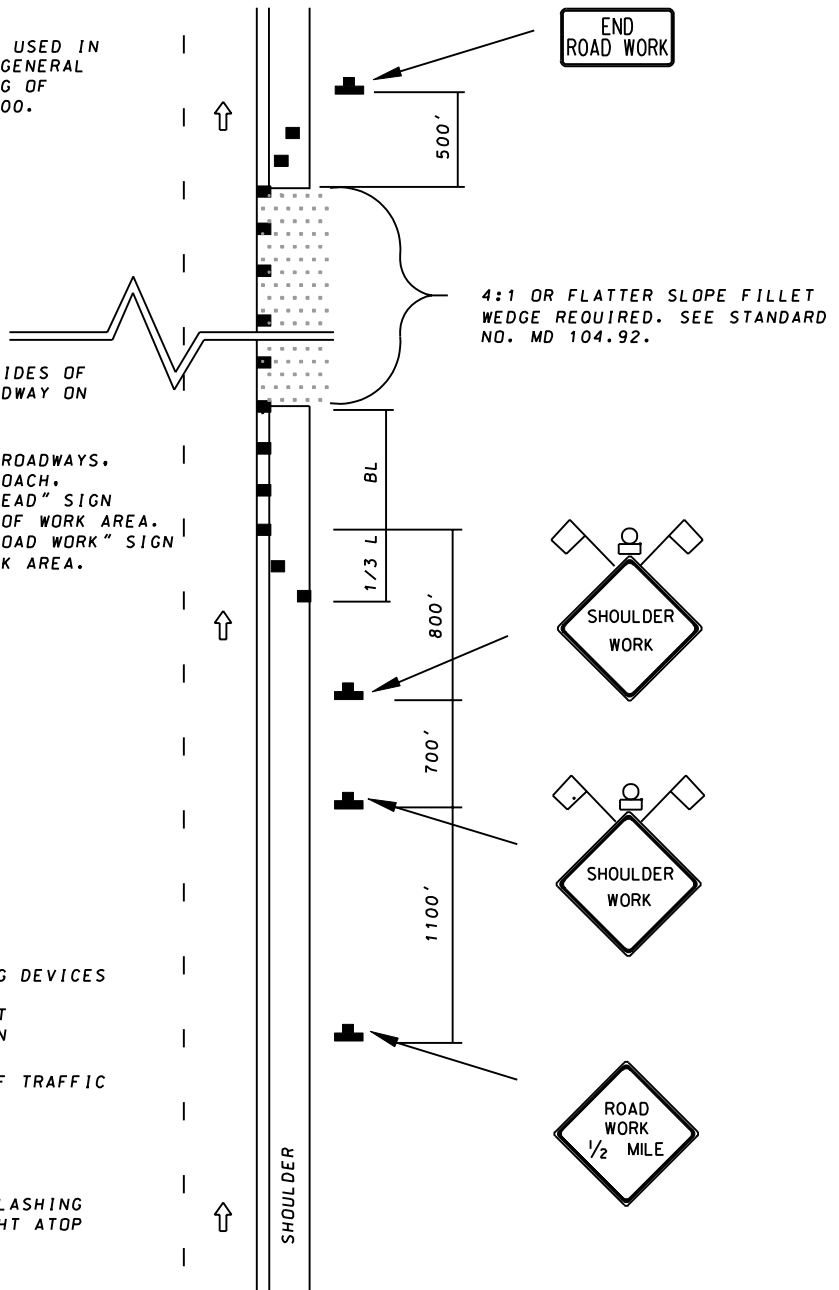 END
ROAD WORK
USED IN
GENERAL
G OF
OO.
500'
4:1 OR FLATTER SLOPE FILLET
WEDGE REQUIRED. SEE STANDARD
NO. MD 104.92.
IDES OF
DWAY ON
ROADWAYS.
OACH.
EAD" SIGN
OF WORK AREA.
OAD WORK" SIGN
K AREA.
BL
1/3 L
800'
SHOULDER
WORK
700'
SHOULDER
WORK
1100'
G DEVICES
T
N
F TRAFFIC
ROAD
WORK
1/2 MILE
SHOULDER
LASHING
HT ATOP